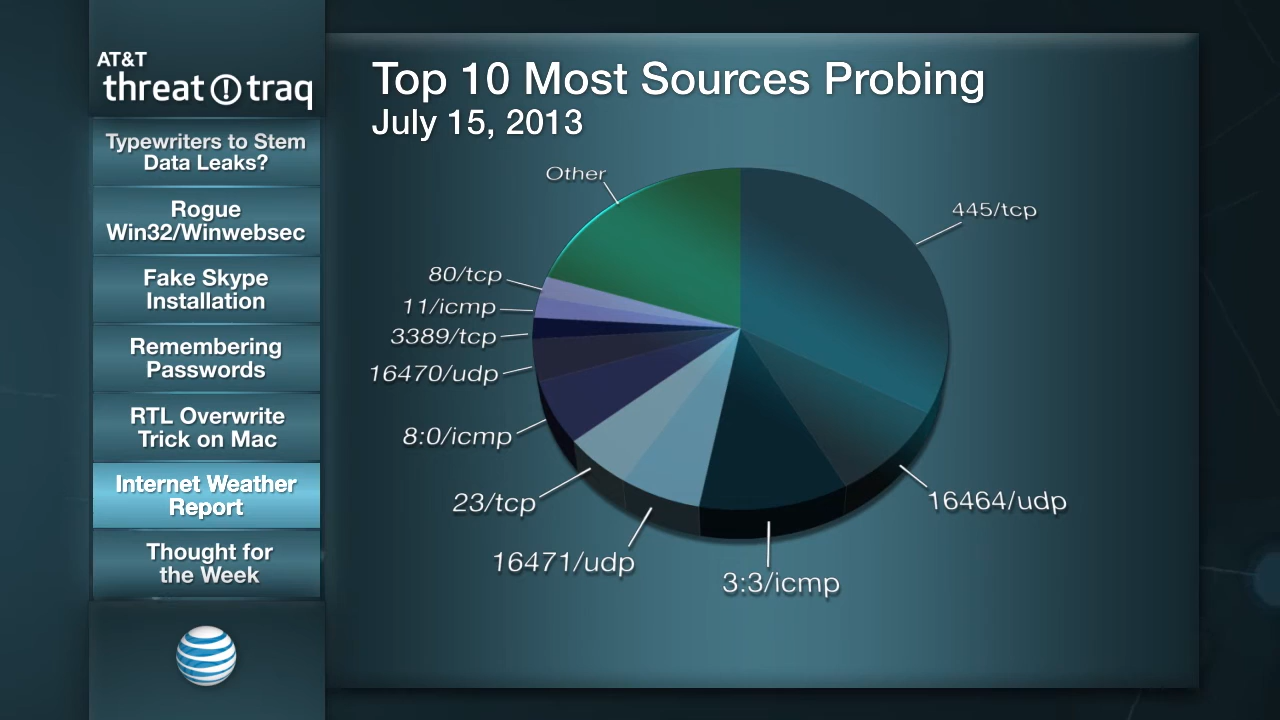 AT&T
threat traq
Typewriters to Stem
Data Leaks?
Rogue
Win32/Winwebsec
Fake Skype
Installation
Remembering
Passwords
RTL Overwrite
Trick on Mac
Internet Weather
Report
Thought for
the Week
Top 10 Most Sources Probing
July 15, 2013
Other
445/tcp
80/tcp
11/icmp
3389/tcp
16470/udp
8:0/icmp
23/tcp
16464/udp
16471/udp
3:3/icmp